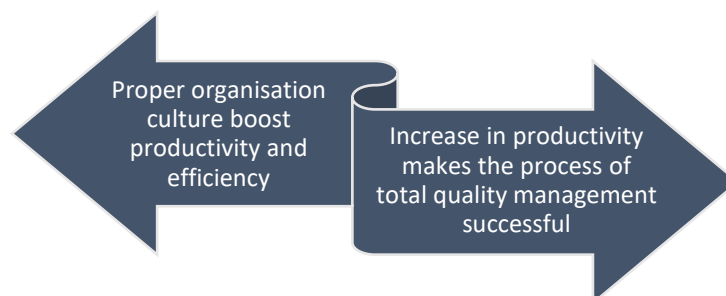 Proper organisation
culture boost
productivity and
efficiency
Increase in productivity
makes the process of
total quality management
successful